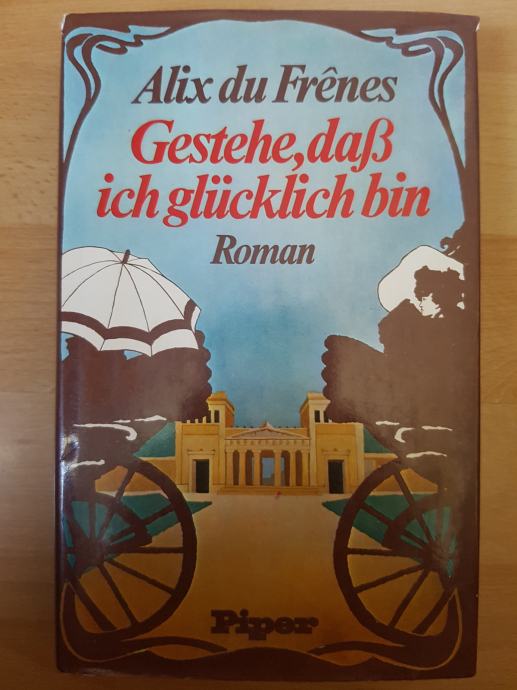 Alix du Frênes
Gestehe, daß
ich glücklich bin
Roman
Piper